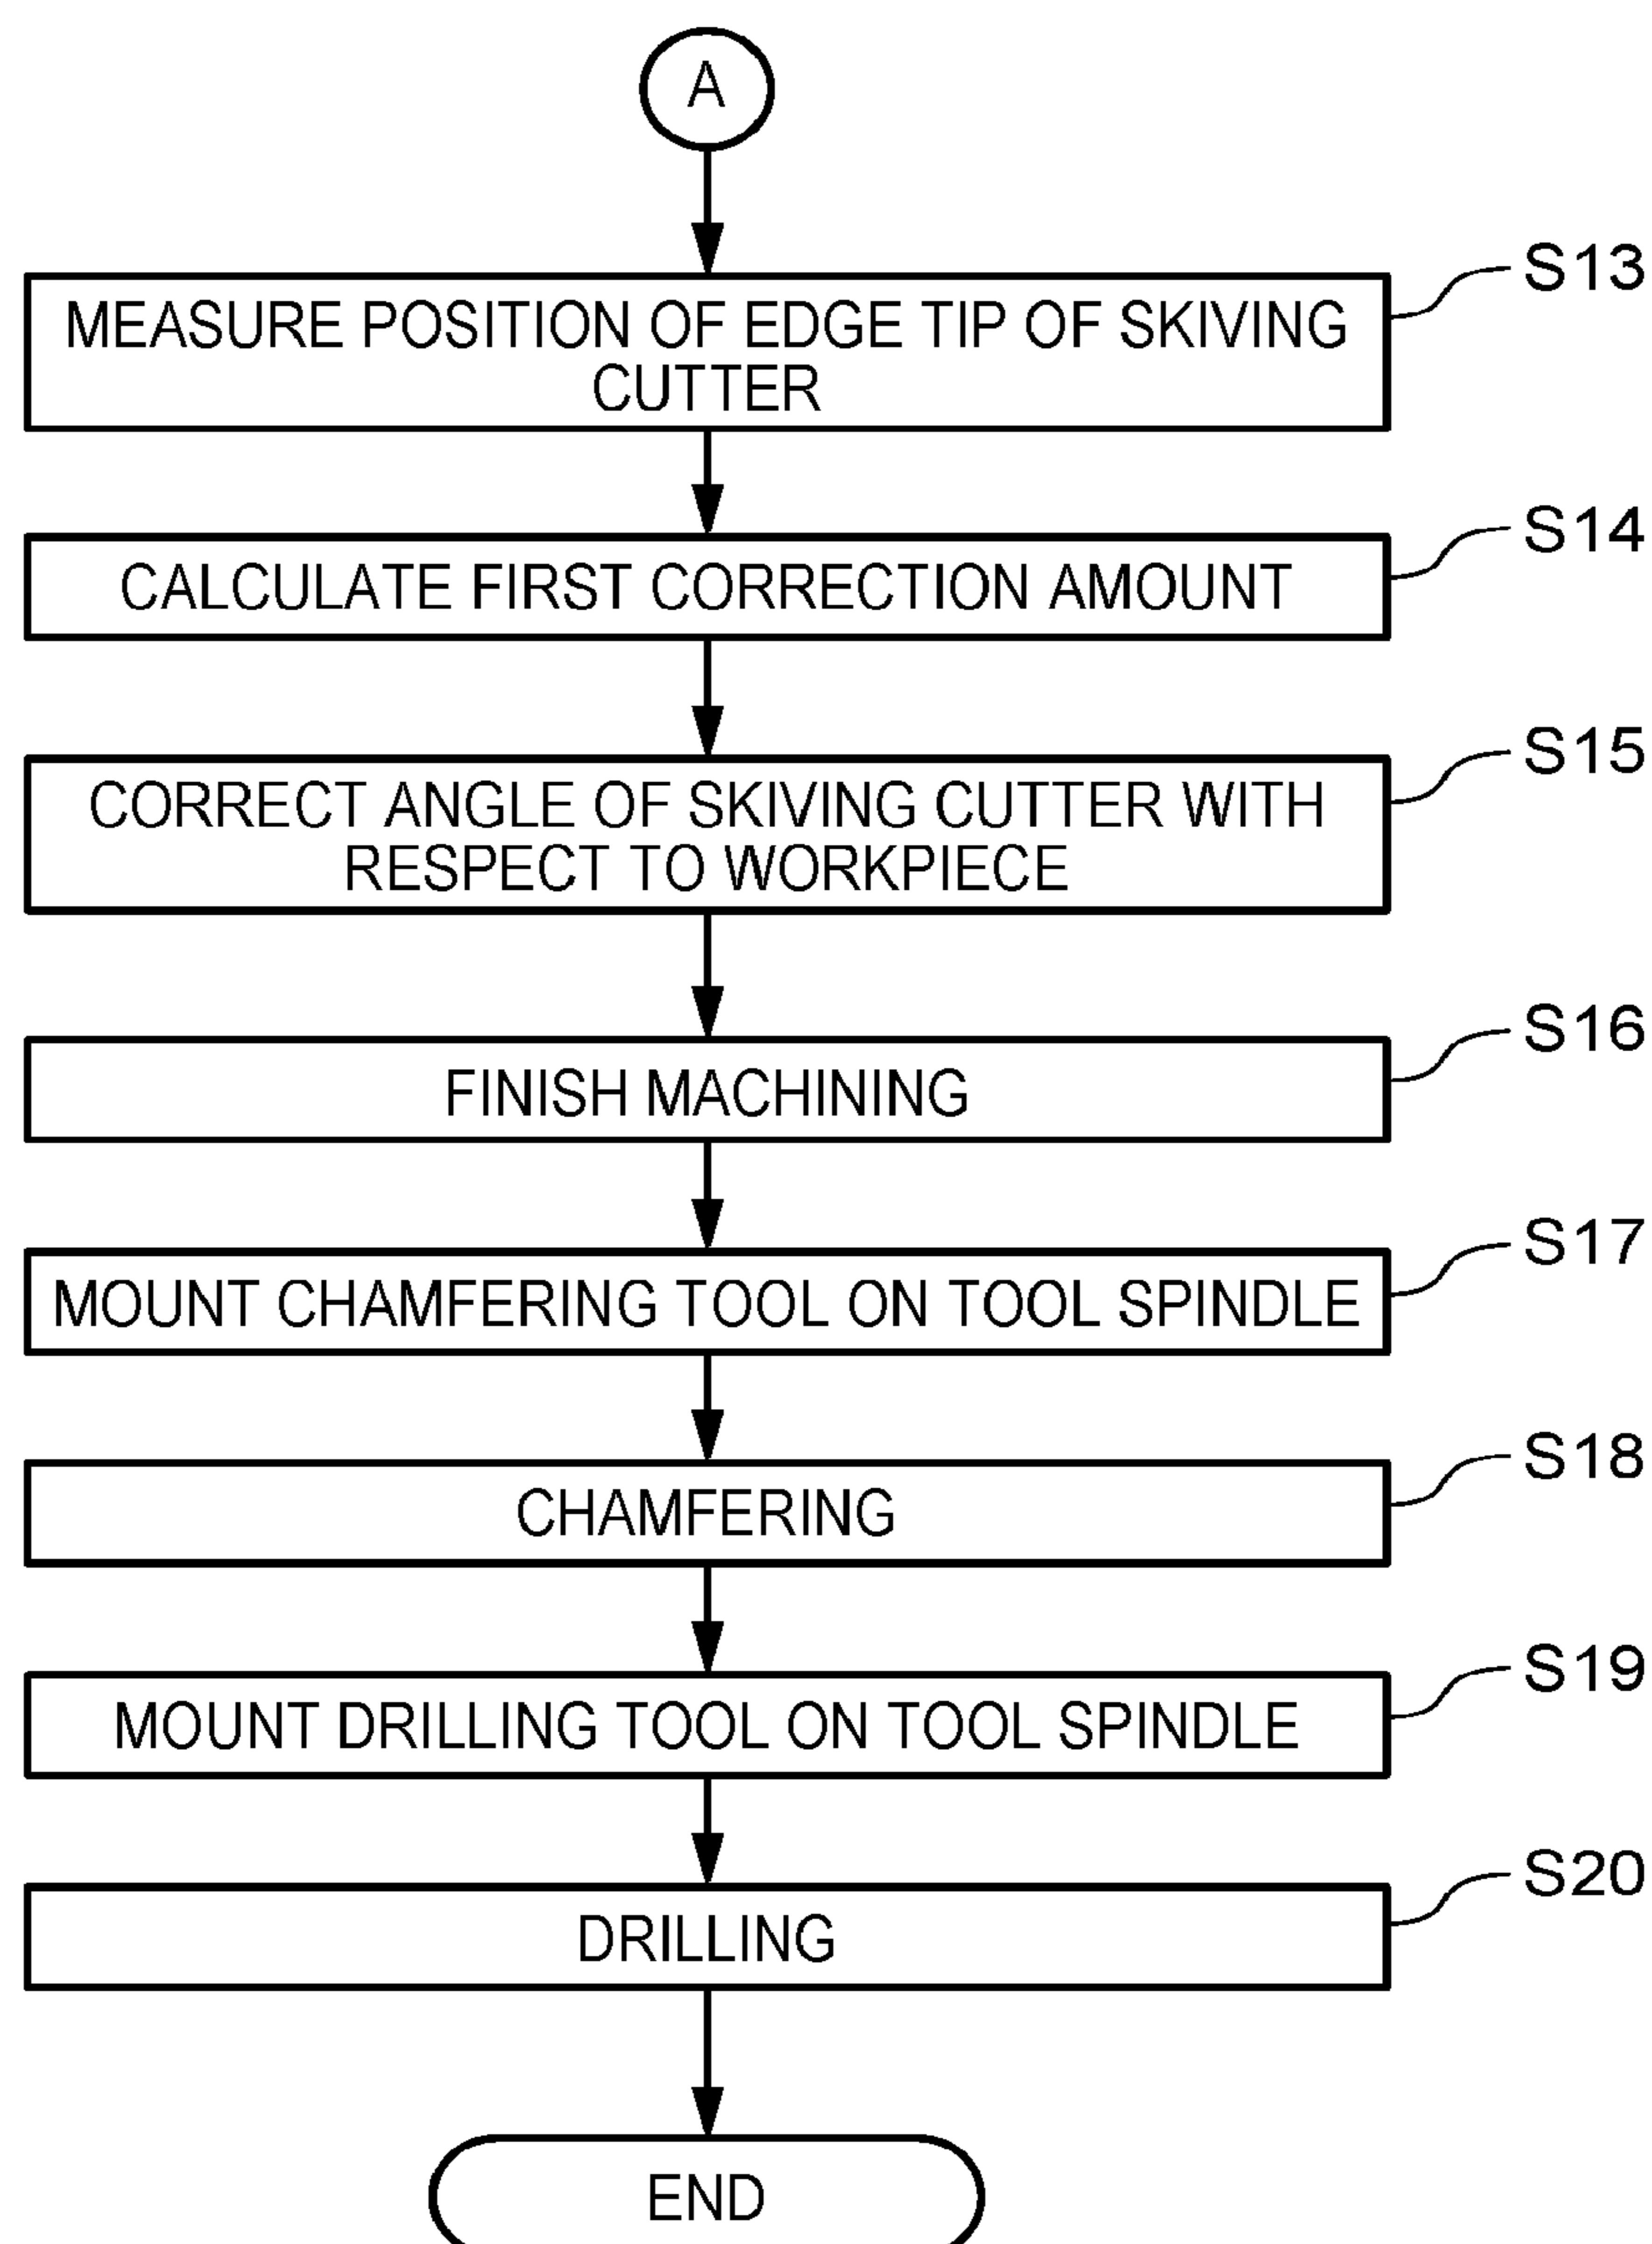 A
S13
MEASURE POSITION OF EDGE TIP OF SKIVING
CUTTER
S14
CALCULATE FIRST CORRECTION AMOUNT
S15
CORRECT ANGLE OF SKIVING CUTTER WITH
RESPECT TO WORKPIECE
S16
FINISH MACHINING
S17
MOUNT CHAMFERING TOOL ON TOOL SPINDLE
S18
CHAMFERING
S19
MOUNT DRILLING TOOL ON TOOL SPINDLE
S20
DRILLING
END